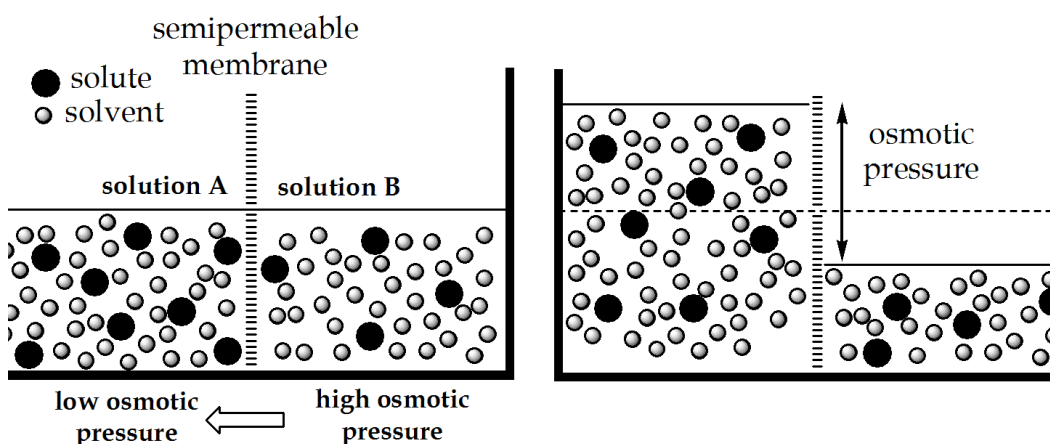 semipermeable
membrane
solute
solvent
solution A
solution B
low osmotic
pressure
high osmotic
pressure
osmotic
pressure